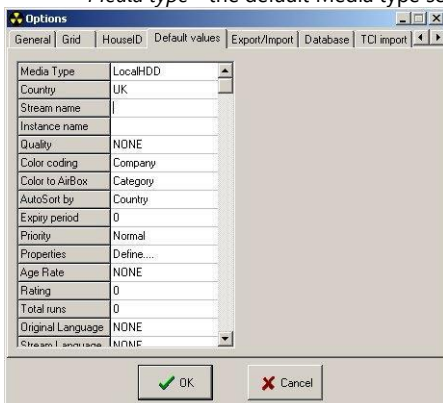 Media type
the default Media type se
Options
General Grid HouseID Default values Export/Import Database TCI import
Media Type LocalHDD
Country UK
Stream name
Instance name
Quality NONE
Color coding Company
Color to AirBox Category
AutoSort by Country
Expiry period 0
Priority Normal
Properties Define....
Age Rate NONE
Rating 0
Total runs 0
Original Language NONE
Stream Language NONE
OK Cancel